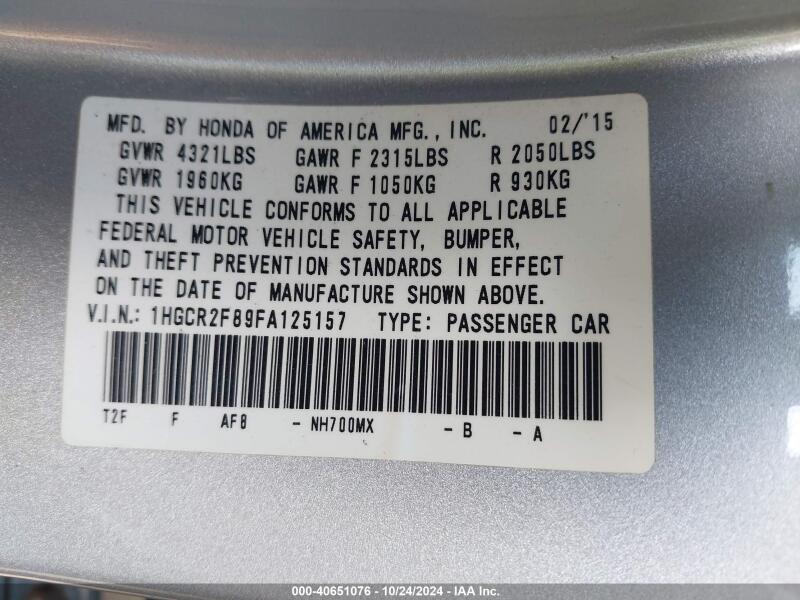 MFD. BY HONDA OF AMERICA MFG., INC. 02/'15
GVWR 4321LBS GAWR F 2315LBS R 2050LBS
GVWR 1960KG GAWR F 1050KG R 930KG
THIS VEHICLE CONFORMS TO ALL APPLICABLE
FEDERAL MOTOR VEHICLE SAFETY, BUMPER,
AND THEFT PREVENTION STANDARDS IN EFFECT
ON THE DATE OF MANUFACTURE SHOWN ABOVE.
V.I.N.: 1HGCR2F89FA125157 TYPE: PASSENGER CAR
T2F F AF8 - NH700MX - B - A
000-40651076 - 10/24/2024 - IAA Inc.